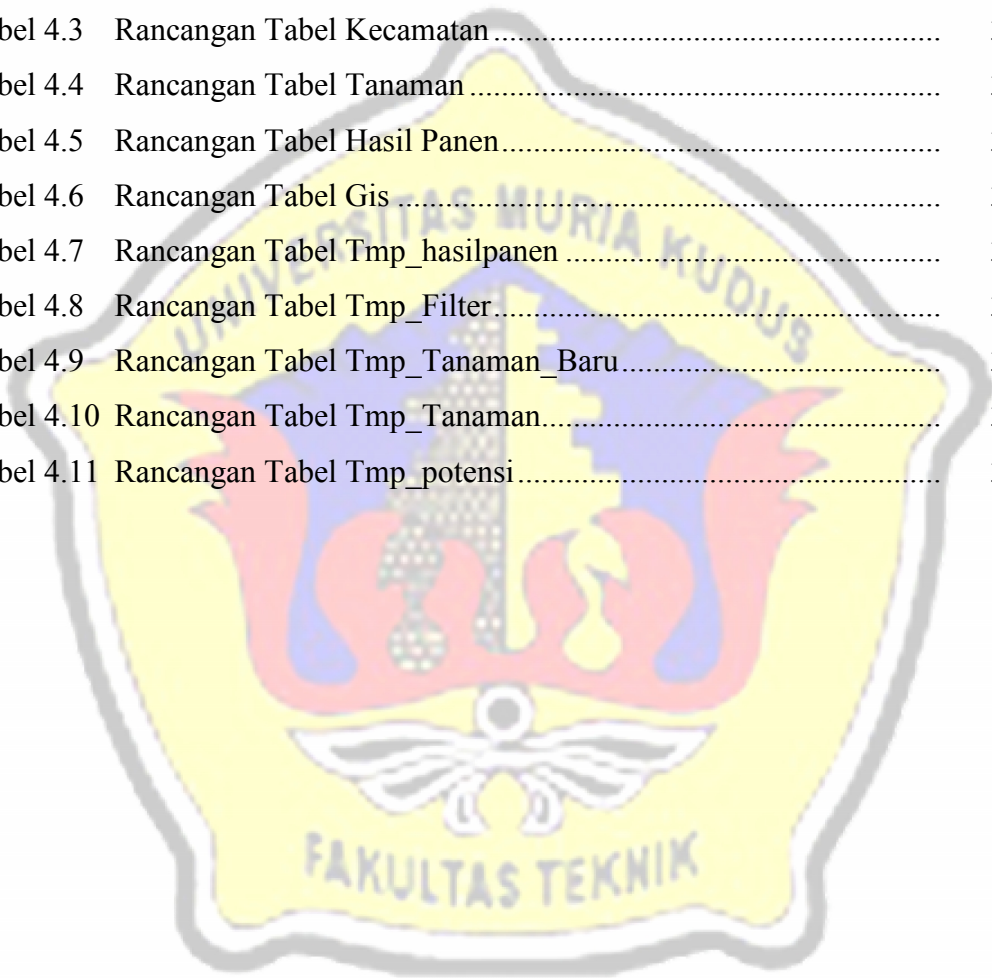 bel 4.3 Rancangan Tabel Kecamatan ........................................................
bel 4.4 Rancangan Tabel Tanaman ...........................................................
bel 4.5 Rancangan Tabel Hasil Panen .......................................................
bel 4.6 Rancangan Tabel Gis ....................................................................
bel 4.7 Rancangan Tabel Tmp_hasilpanen ...............................................
bel 4.8 Rancangan Tabel Tmp_Filter ........................................................
bel 4.9 Rancangan Tabel Tmp_Tanaman_Baru ........................................
bel 4.10 Rancangan Tabel Tmp_Tanaman ..................................................
bel 4.11 Rancangan Tabel Tmp_potensi .....................................................
UNIVERSITAS MURIA KUDUS
FAKULTAS TEKNIK